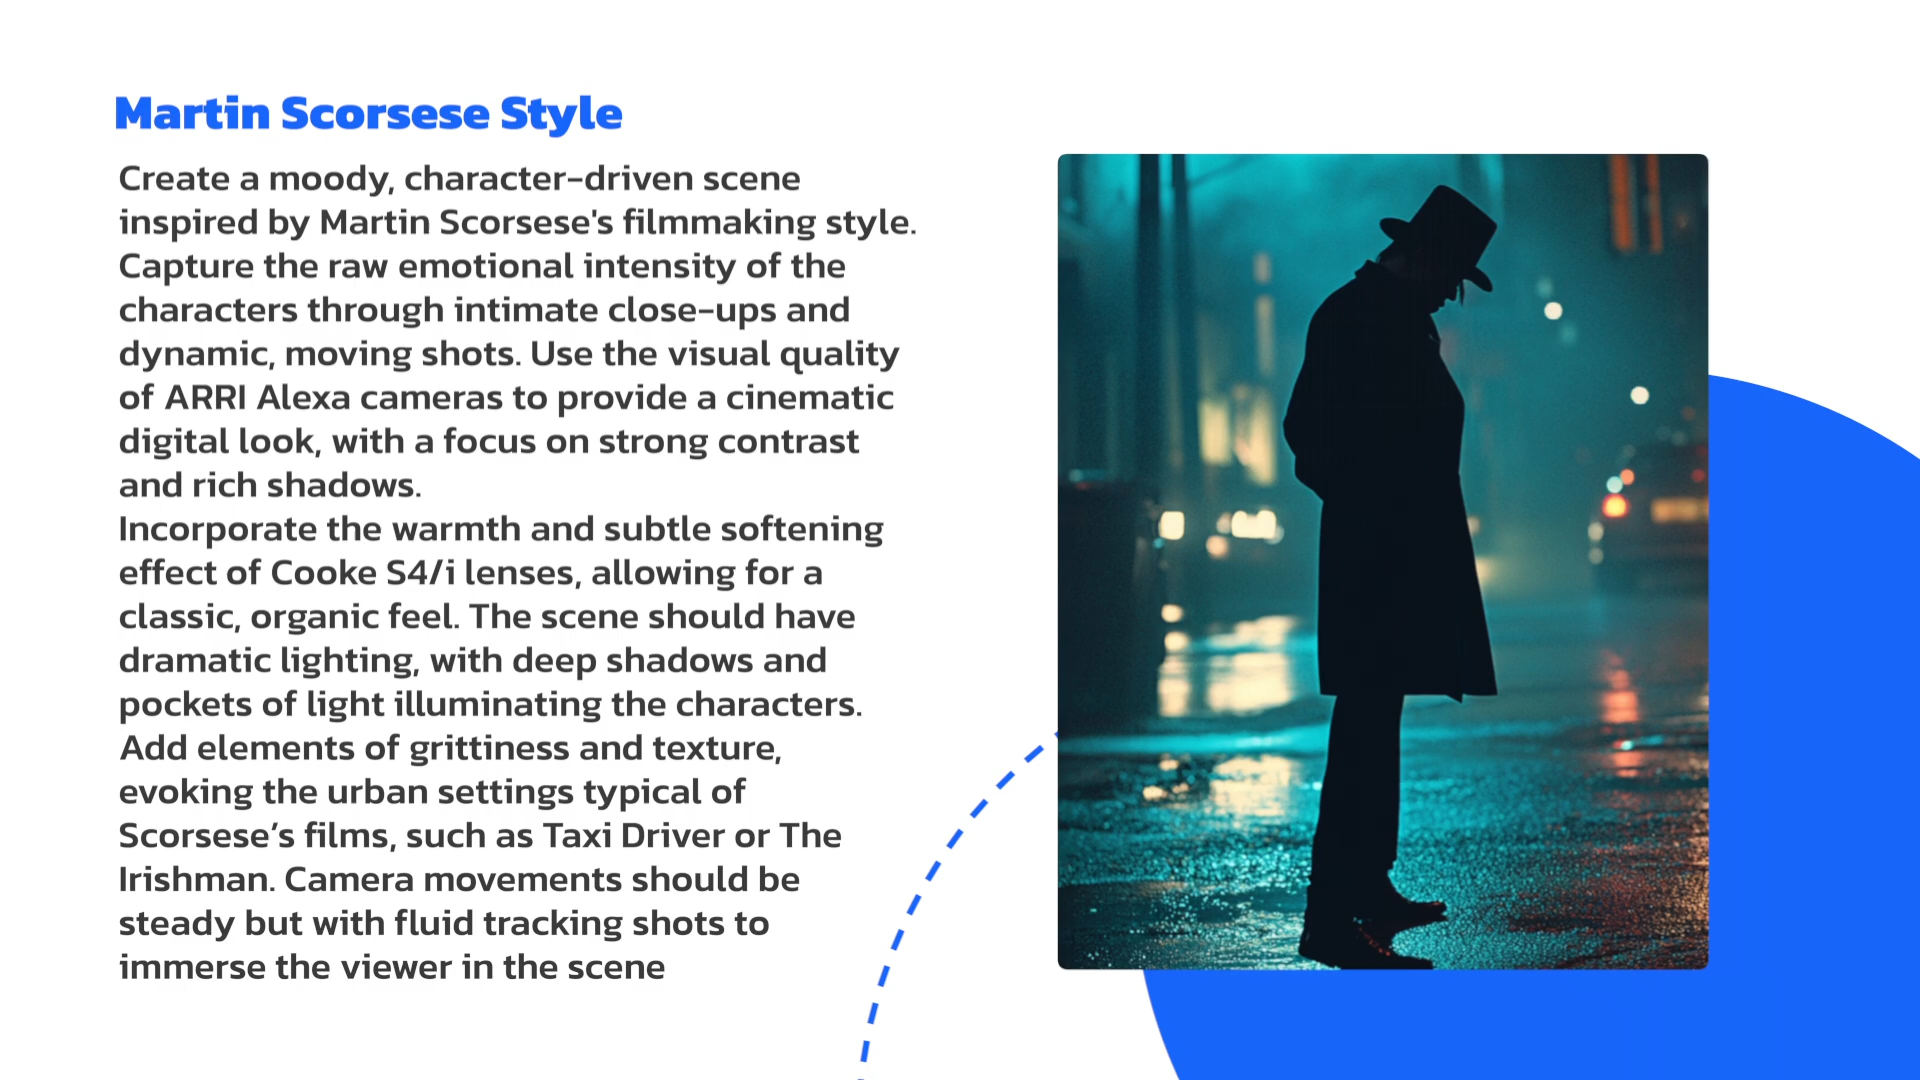 Martin Scorsese Style
Create a moody, character-driven scene
inspired by Martin Scorsese's filmmaking style.
Capture the raw emotional intensity of the
characters through intimate close-ups and
dynamic, moving shots. Use the visual quality
of ARRI Alexa cameras to provide a cinematic
digital look, with a focus on strong contrast
and rich shadows.
Incorporate the warmth and subtle softening
effect of Cooke S4/i lenses, allowing for a
classic, organic feel. The scene should have
dramatic lighting, with deep shadows and
pockets of light illuminating the characters.
Add elements of grittiness and texture,
evoking the urban settings typical of
Scorsese’s films, such as Taxi Driver or The
Irishman. Camera movements should be
steady but with fluid tracking shots to
immerse the viewer in the scene